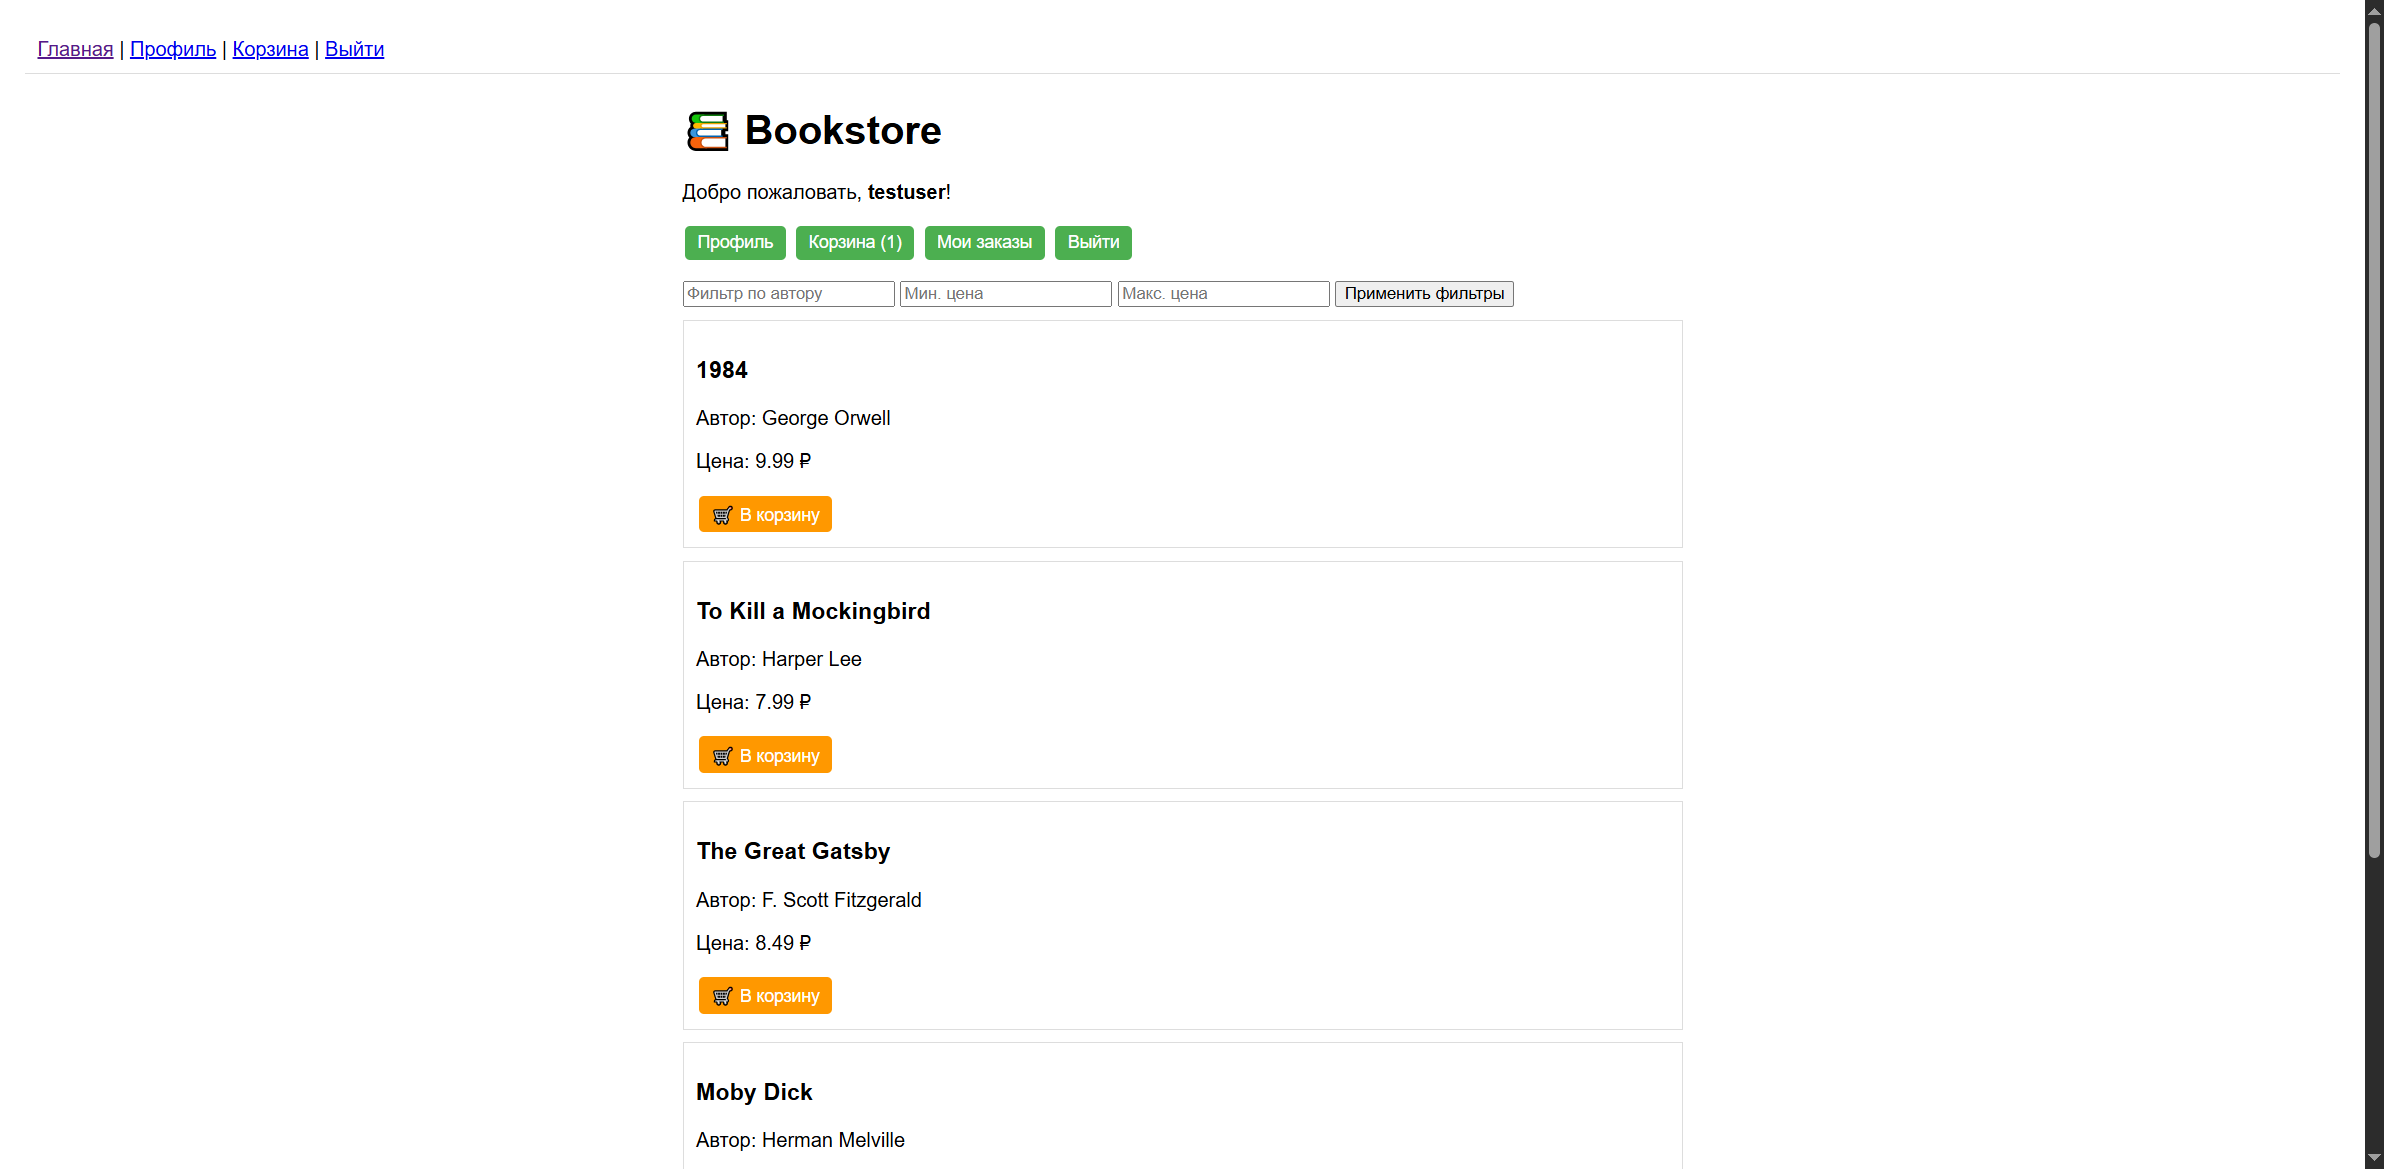 Главная | Профиль | Корзина | Выйти
Bookstore
Добро пожаловать, testuser!
Профиль Корзина (1) Мои заказы Выйти
Фильтр по автору Мин. цена Макс. цена Применить фильтры
1984
Автор: George Orwell
Цена: 9.99 ₽
В корзину
To Kill a Mockingbird
Автор: Harper Lee
Цена: 7.99 ₽
В корзину
The Great Gatsby
Автор: F. Scott Fitzgerald
Цена: 8.49 ₽
В корзину
Moby Dick
Автор: Herman Melville